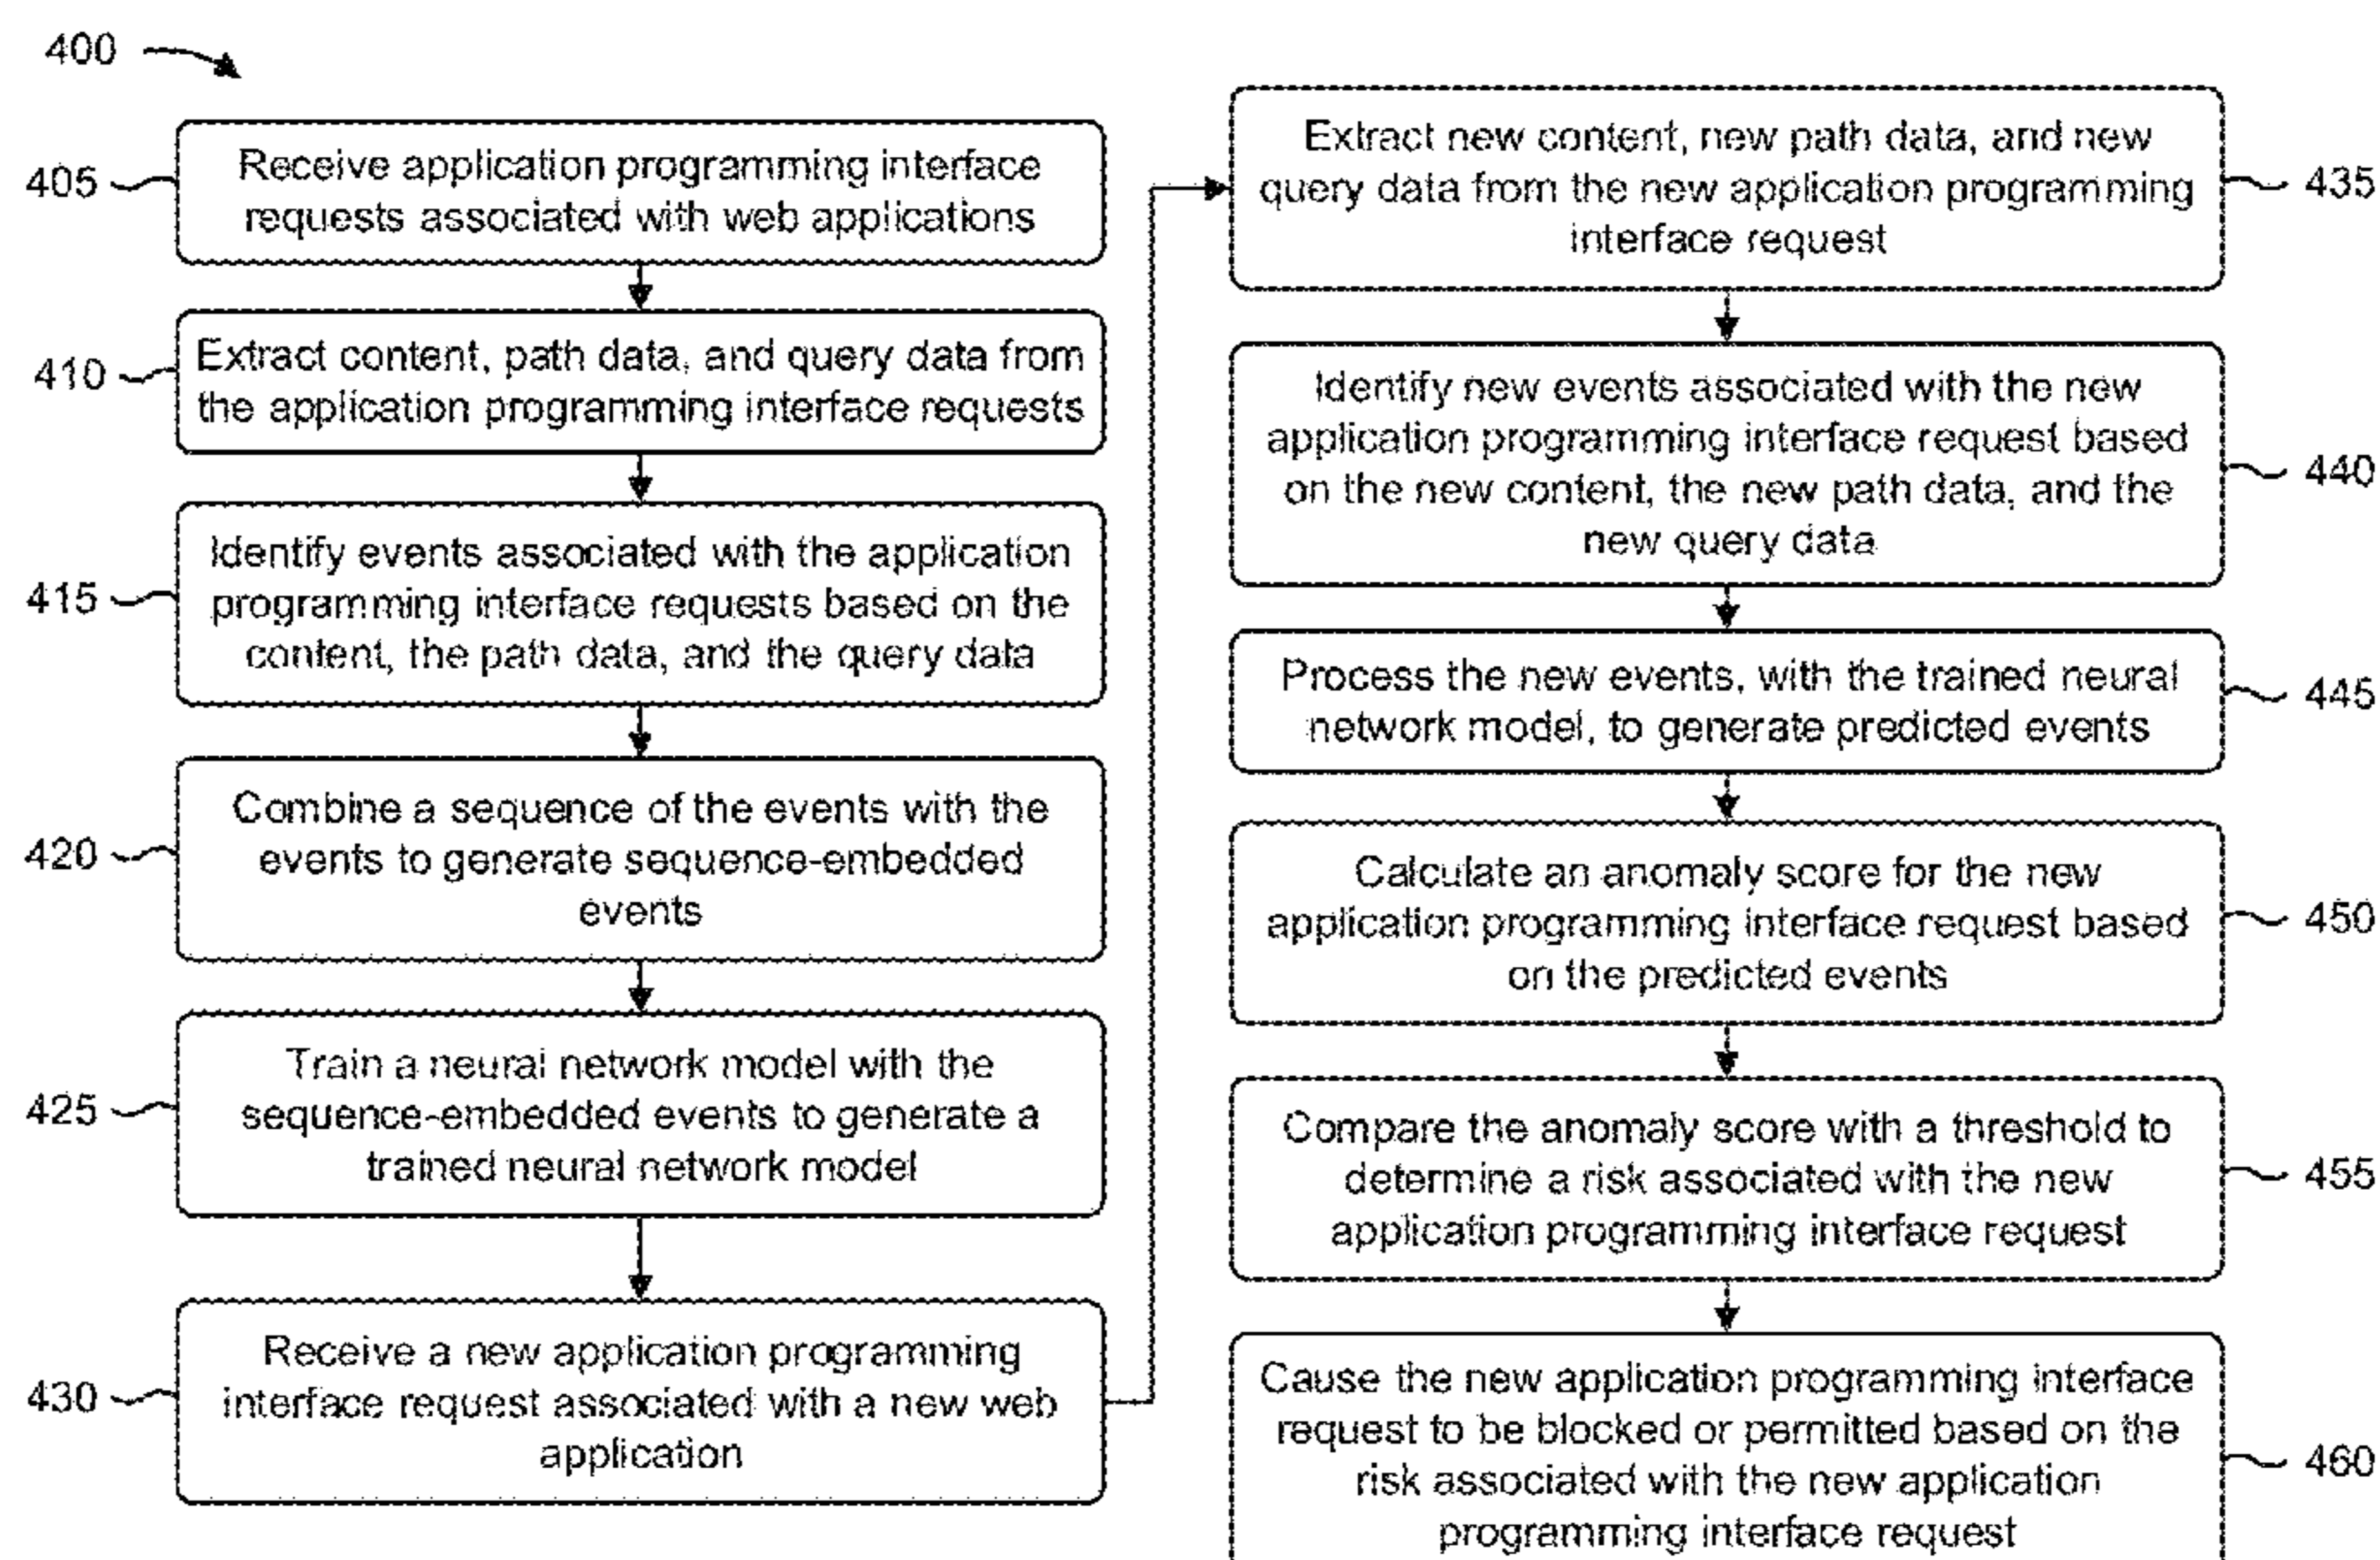 400
405
Receive application programming interface
requests associated with web applications
410
Extract content, path data, and query data from
the application programming interface requests
415
Identify events associated with the application
programming interface requests based on the
content, the path data, and the query data
420
Combine a sequence of the events with the
events to generate sequence-embedded
events
425
Train a neural network model with the
sequence-embedded events to generate a
trained neural network model
430
Receive a new application programming
interface request associated with a new web
application
Extract new content, new path data, and new
query data from the new application programming
interface request
435
Identify new events associated with the new
application programming interface request based
on the new content, the new path data, and the
new query data
440
Process the new events, with the trained neural
network model, to generate predicted events
445
Calculate an anomaly score for the new
application programming interface request based
on the predicted events
450
Compare the anomaly score with a threshold to
determine a risk associated with the new
application programming interface request
455
Cause the new application programming interface
request to be blocked or permitted based on the
risk associated with the new application
programming interface request
460